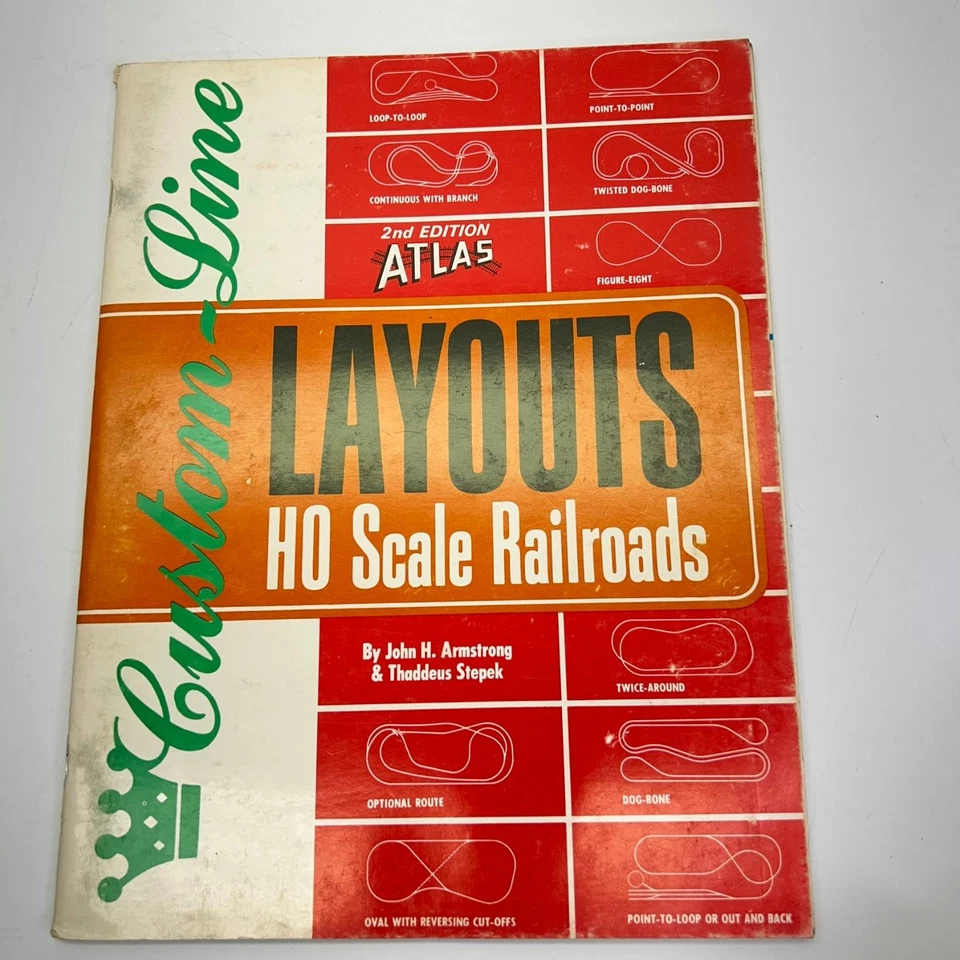 Custom-Line
LOOP-TO-LOOP
POINT-TO-POINT
CONTINUOUS WITH BRANCH
TWISTED DOG-BONE
2nd EDITION
ATLAS
FIGURE-EIGHT
LAYOUTS
HO Scale Railroads
By John H. Armstrong
& Thaddeus Stepek
TWICE-AROUND
OPTIONAL ROUTE
DOG-BONE
OVAL WITH REVERSING CUT-OFFS
POINT-TO-LOOP OR OUT AND BACK